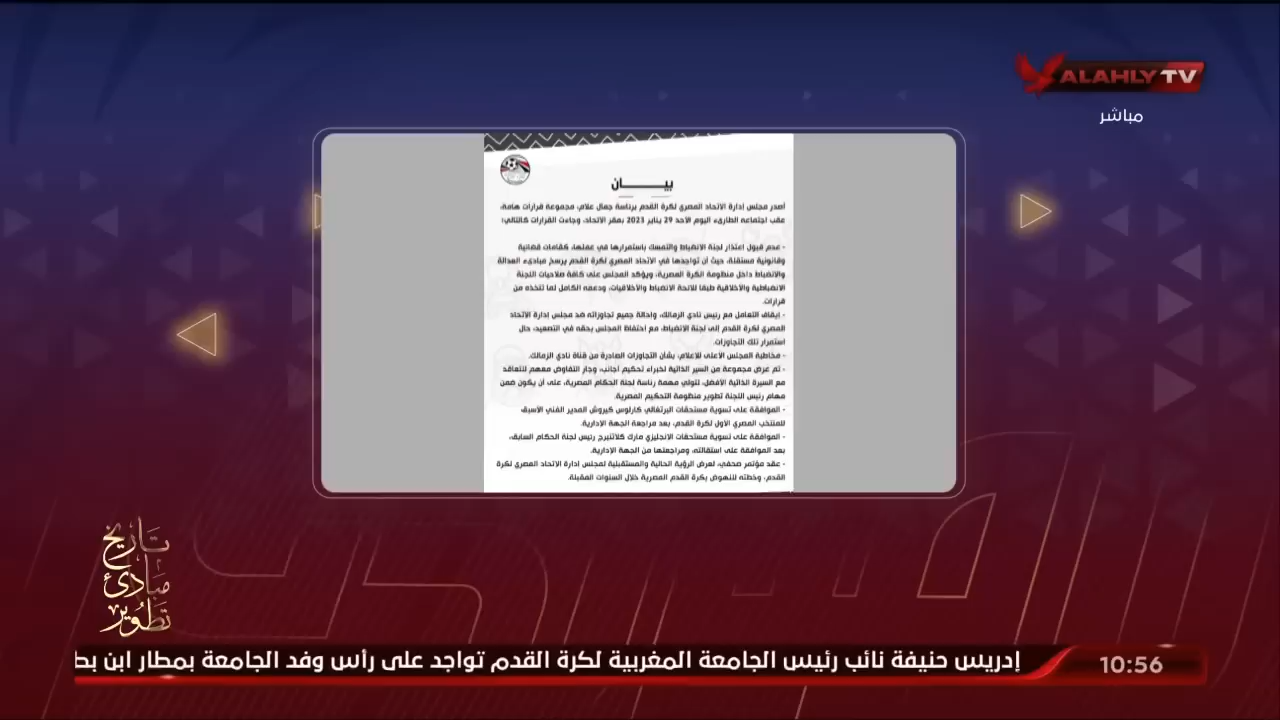 ALAHLY TV
مباشر
بيـــــــان
أصدر مجلس إدارة الاتحاد المصري لكرة القدم برئاسة جمال علام، مجموعة قرارات هامة،
عقب اجتماعه الطارىء اليوم الأحد 29 يناير 2023 بمقر الاتحاد، وجاءت القرارات كالتالي:
- عدم قبول اعتذار لجنة الانضباط والتمسك باستمرارها في عملها، كقامات قضائية
وقانونية مستقلة، حيث أن تواجدها في الاتحاد المصري لكرة القدم يرسخ مبادىء العدالة
والانضباط داخل منظومة الكرة المصرية، ويؤكد المجلس على كافة صلاحيات اللجنة
الانضباطية والأخلاقية طبقا للائحة الانضباط والأخلاقيات، ودعمه الكامل لما تتخذه من
قرارات.
- إيقاف التعامل مع رئيس نادي الزمالك، وإحالة جميع تجاوزاته ضد مجلس إدارة الاتحاد
المصري لكرة القدم إلى لجنة الانضباط، مع احتفاظ المجلس بحقه في التصعيد، حال
استمرار تلك التجاوزات.
- مخاطبة المجلس الأعلى للإعلام، بشأن التجاوزات الصادرة من قناة نادي الزمالك.
- تم عرض مجموعة من السير الذاتية لخبراء تحكيم أجانب، وجار التفاوض معهم للتعاقد
مع السيرة الذاتية الأفضل، لتولي مهمة رئاسة لجنة الحكام المصرية، على أن يكون ضمن
مهام رئيس اللجنة تطوير منظومة التحكيم المصرية.
- الموافقة على تسوية مستحقات البرتغالي كارلوس كيروش المدير الفني الأسبق
للمنتخب المصري الأول لكرة القدم، بعد مراجعة الجهة الإدارية.
- الموافقة على تسوية مستحقات الانجليزي مارك كلاتنبرج رئيس لجنة الحكام السابق،
بعد الموافقة على استقالته، ومراجعتها من الجهة الإدارية.
- عقد مؤتمر صحفي، لعرض الرؤية الحالية والمستقبلية لمجلس إدارة الاتحاد المصري لكرة
القدم، وخطته للنهوض بكرة القدم المصرية خلال السنوات المقبلة.
تاريخ
مبادئ
تطوير
إدريس حنيفة نائب رئيس الجامعة المغربية لكرة القدم تواجد على رأس وفد الجامعة بمطار ابن بط
10:56